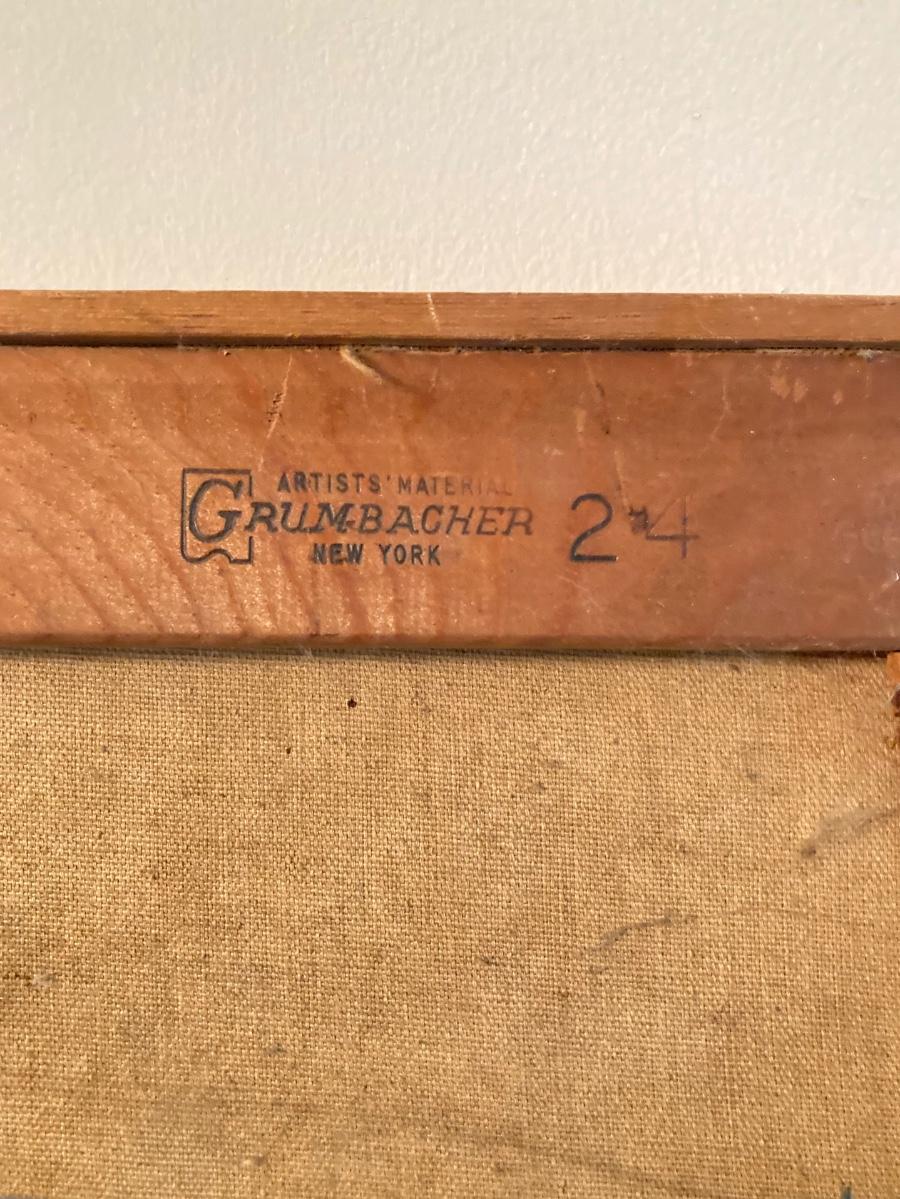 ARTISTS' MATERIAL
GRUMBACHER
NEW YORK
24